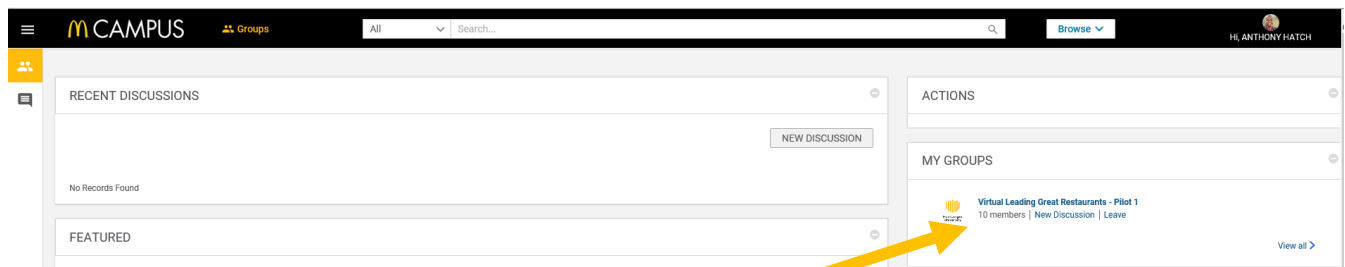 CAMPUS
Groups
All
Search...
Browse
Hi, ANTHONY HATCH
RECENT DISCUSSIONS
NEW DISCUSSION
No Records Found
FEATURED
ACTIONS
MY GROUPS
Virtual Leading Great Restaurants - Pilot 1
10 members | New Discussion | Leave
View all